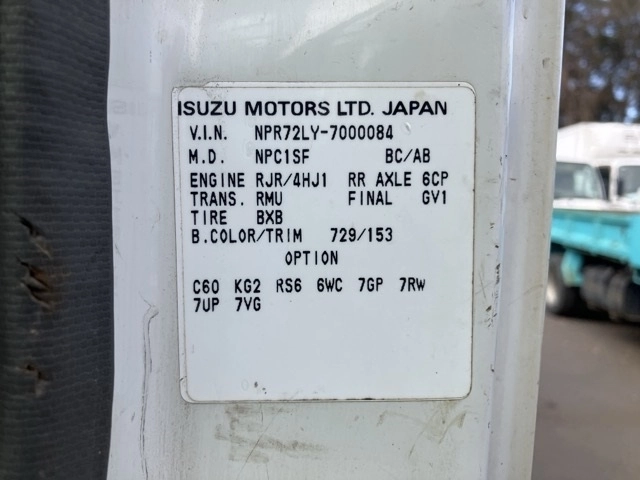 ISUZU MOTORS LTD. JAPAN
V.I.N. NPR72LY-7000084
M.D. NPC1SF BC/AB
ENGINE RJR/4HJ1 RR AXLE 6CP
TRANS. RMU FINAL GV1
TIRE BXB
B.COLOR/TRIM 729/153
OPTION
C60 KG2 RS6 6WC 7GP 7RW
7UP 7VG